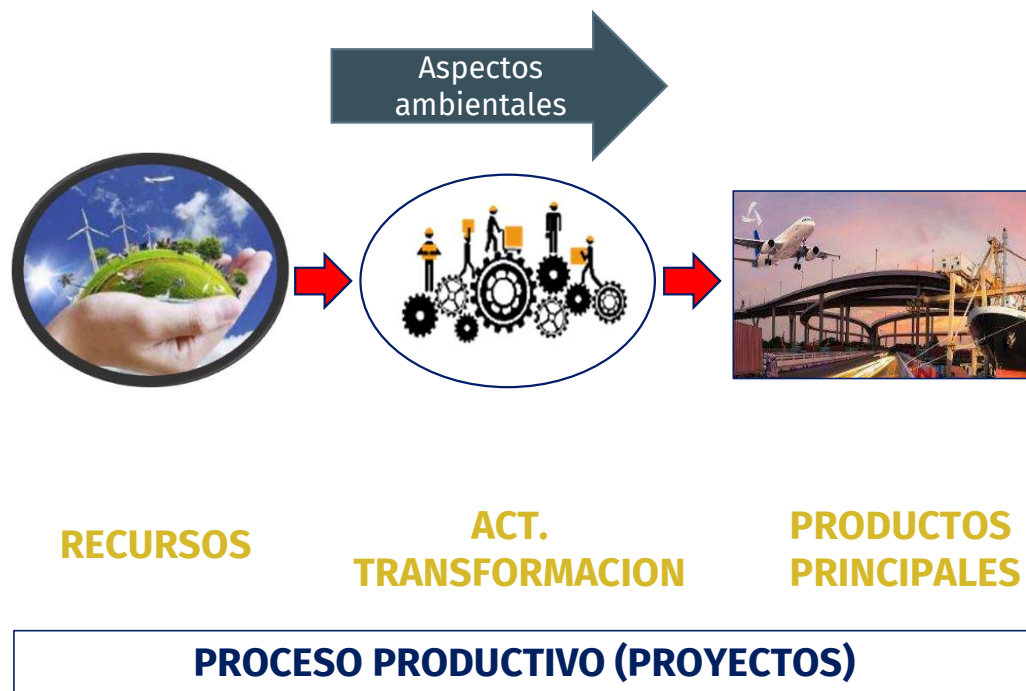 Aspectos
ambientales
RECURSOS
ACT.
TRANSFORMACION
PRODUCTOS
PRINCIPALES
PROCESO PRODUCTIVO (PROYECTOS)